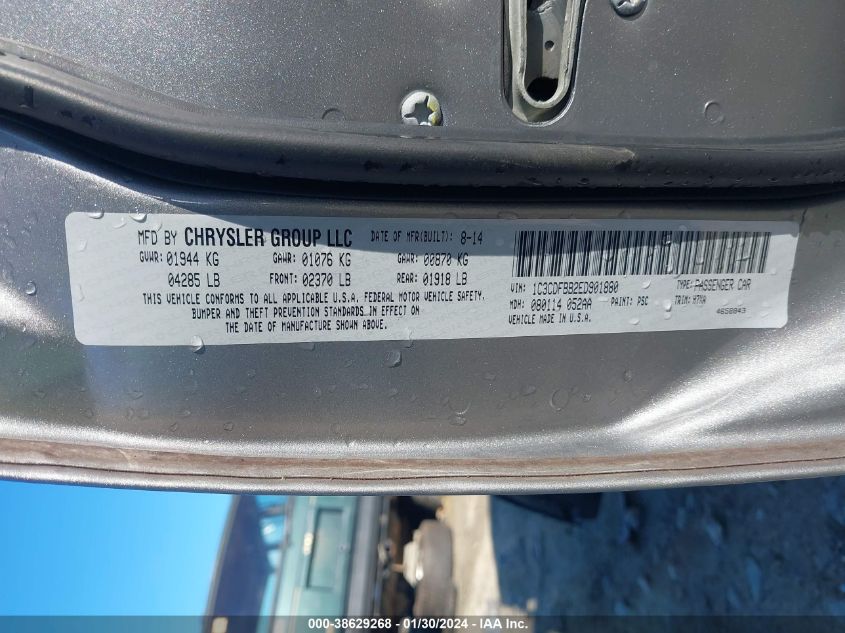 MFD BY CHRYSLER GROUP LLC DATE OF MFR(BUILT): 8-14
GVWR: 01944 KG GAWR: 01076 KG GAWR: 00870 KG
04285 LB FRONT: 02370 LB REAR: 01918 LB
THIS VEHICLE CONFORMS TO ALL APPLICABLE U.S.A. FEDERAL MOTOR VEHICLE SAFETY,
BUMPER AND THEFT PREVENTION STANDARDS IN EFFECT ON
THE DATE OF MANUFACTURE SHOWN ABOVE.
VIN: 1C3CDFBB2ED901880 TYPE: PASSENGER CAR
MDH: 080114 052AA PAINT: PSC TRIM:
VEHICLE MADE IN U.S.A. 4658843
000-38629268 - 01/30/2024 - IAA Inc.